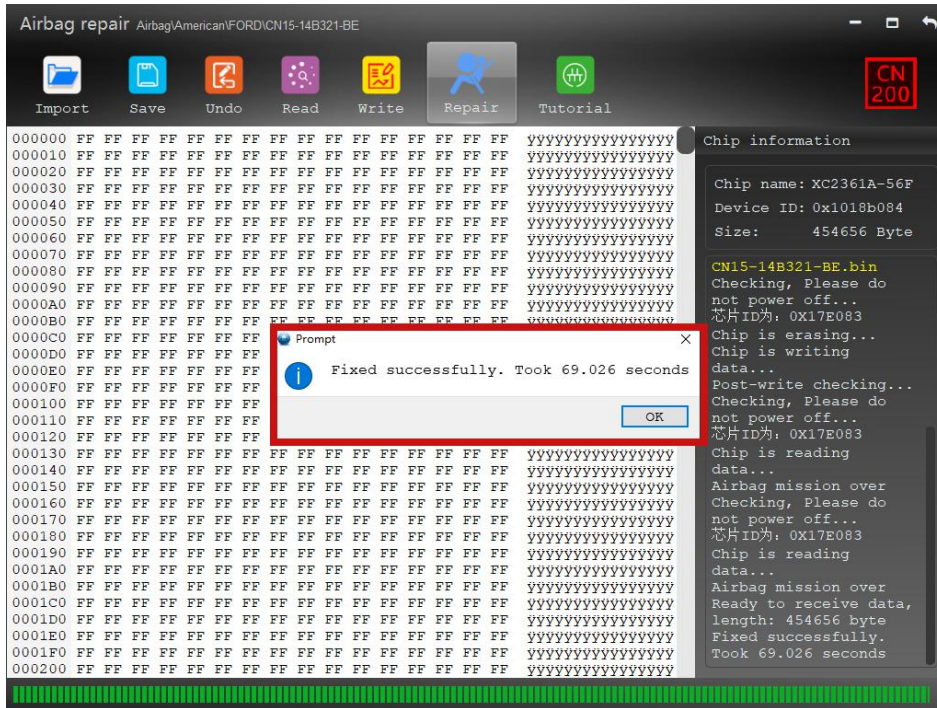 Airbag repair Airbag\American\FORD\CN15-14B321-BE
Import Save Undo Read Write Repair Tutorial
CN
200
000000 FF FF FF FF FF FF FF FF FF FF FF FF FF FF FF FF ÿÿÿÿÿÿÿÿÿÿÿÿÿÿÿÿ
000010 FF FF FF FF FF FF FF FF FF FF FF FF FF FF FF FF ÿÿÿÿÿÿÿÿÿÿÿÿÿÿÿÿ
000020 FF FF FF FF FF FF FF FF FF FF FF FF FF FF FF FF ÿÿÿÿÿÿÿÿÿÿÿÿÿÿÿÿ
000030 FF FF FF FF FF FF FF FF FF FF FF FF FF FF FF FF ÿÿÿÿÿÿÿÿÿÿÿÿÿÿÿÿ
000040 FF FF FF FF FF FF FF FF FF FF FF FF FF FF FF FF ÿÿÿÿÿÿÿÿÿÿÿÿÿÿÿÿ
000050 FF FF FF FF FF FF FF FF FF FF FF FF FF FF FF FF ÿÿÿÿÿÿÿÿÿÿÿÿÿÿÿÿ
000060 FF FF FF FF FF FF FF FF FF FF FF FF FF FF FF FF ÿÿÿÿÿÿÿÿÿÿÿÿÿÿÿÿ
000070 FF FF FF FF FF FF FF FF FF FF FF FF FF FF FF FF ÿÿÿÿÿÿÿÿÿÿÿÿÿÿÿÿ
000080 FF FF FF FF FF FF FF FF FF FF FF FF FF FF FF FF ÿÿÿÿÿÿÿÿÿÿÿÿÿÿÿÿ
000090 FF FF FF FF FF FF FF FF FF FF FF FF FF FF FF FF ÿÿÿÿÿÿÿÿÿÿÿÿÿÿÿÿ
0000A0 FF FF FF FF FF FF FF FF FF FF FF FF FF FF FF FF ÿÿÿÿÿÿÿÿÿÿÿÿÿÿÿÿ
0000B0 FF FF FF FF FF FF FF FF FF FF FF FF FF FF FF FF ÿÿÿÿÿÿÿÿÿÿÿÿÿÿÿÿ
0000C0 FF FF FF FF FF FF FF
0000D0 FF FF FF FF FF FF FF
0000E0 FF FF FF FF FF FF FF
0000F0 FF FF FF FF FF FF FF
000100 FF FF FF FF FF FF FF
000110 FF FF FF FF FF FF FF
000120 FF FF FF FF FF FF FF
Prompt
Fixed successfully. Took 69.026 seconds
OK
000130 FF FF FF FF FF FF FF FF FF FF FF FF FF FF FF FF ÿÿÿÿÿÿÿÿÿÿÿÿÿÿÿÿ
000140 FF FF FF FF FF FF FF FF FF FF FF FF FF FF FF FF ÿÿÿÿÿÿÿÿÿÿÿÿÿÿÿÿ
000150 FF FF FF FF FF FF FF FF FF FF FF FF FF FF FF FF ÿÿÿÿÿÿÿÿÿÿÿÿÿÿÿÿ
000160 FF FF FF FF FF FF FF FF FF FF FF FF FF FF FF FF ÿÿÿÿÿÿÿÿÿÿÿÿÿÿÿÿ
000170 FF FF FF FF FF FF FF FF FF FF FF FF FF FF FF FF ÿÿÿÿÿÿÿÿÿÿÿÿÿÿÿÿ
000180 FF FF FF FF FF FF FF FF FF FF FF FF FF FF FF FF ÿÿÿÿÿÿÿÿÿÿÿÿÿÿÿÿ
000190 FF FF FF FF FF FF FF FF FF FF FF FF FF FF FF FF ÿÿÿÿÿÿÿÿÿÿÿÿÿÿÿÿ
0001A0 FF FF FF FF FF FF FF FF FF FF FF FF FF FF FF FF ÿÿÿÿÿÿÿÿÿÿÿÿÿÿÿÿ
0001B0 FF FF FF FF FF FF FF FF FF FF FF FF FF FF FF FF ÿÿÿÿÿÿÿÿÿÿÿÿÿÿÿÿ
0001C0 FF FF FF FF FF FF FF FF FF FF FF FF FF FF FF FF ÿÿÿÿÿÿÿÿÿÿÿÿÿÿÿÿ
0001D0 FF FF FF FF FF FF FF FF FF FF FF FF FF FF FF FF ÿÿÿÿÿÿÿÿÿÿÿÿÿÿÿÿ
0001E0 FF FF FF FF FF FF FF FF FF FF FF FF FF FF FF FF ÿÿÿÿÿÿÿÿÿÿÿÿÿÿÿÿ
0001F0 FF FF FF FF FF FF FF FF FF FF FF FF FF FF FF FF ÿÿÿÿÿÿÿÿÿÿÿÿÿÿÿÿ
000200 FF FF FF FF FF FF FF FF FF FF FF FF FF FF FF FF ÿÿÿÿÿÿÿÿÿÿÿÿÿÿÿÿ
Chip information
Chip name: XC2361A-56F
Device ID: 0x1018b084
Size: 454656 Byte
CN15-14B321-BE.bin
Checking, Please do
not power off...
芯片ID为: 0X17E083
Chip is erasing...
Chip is writing
data...
Post-write checking...
Checking, Please do
not power off...
芯片ID为: 0X17E083
Chip is reading
data...
Airbag mission over
Checking, Please do
not power off...
芯片ID为: 0X17E083
Chip is reading
data...
Airbag mission over
Ready to receive data,
length: 454656 byte
Fixed successfully.
Took 69.026 seconds